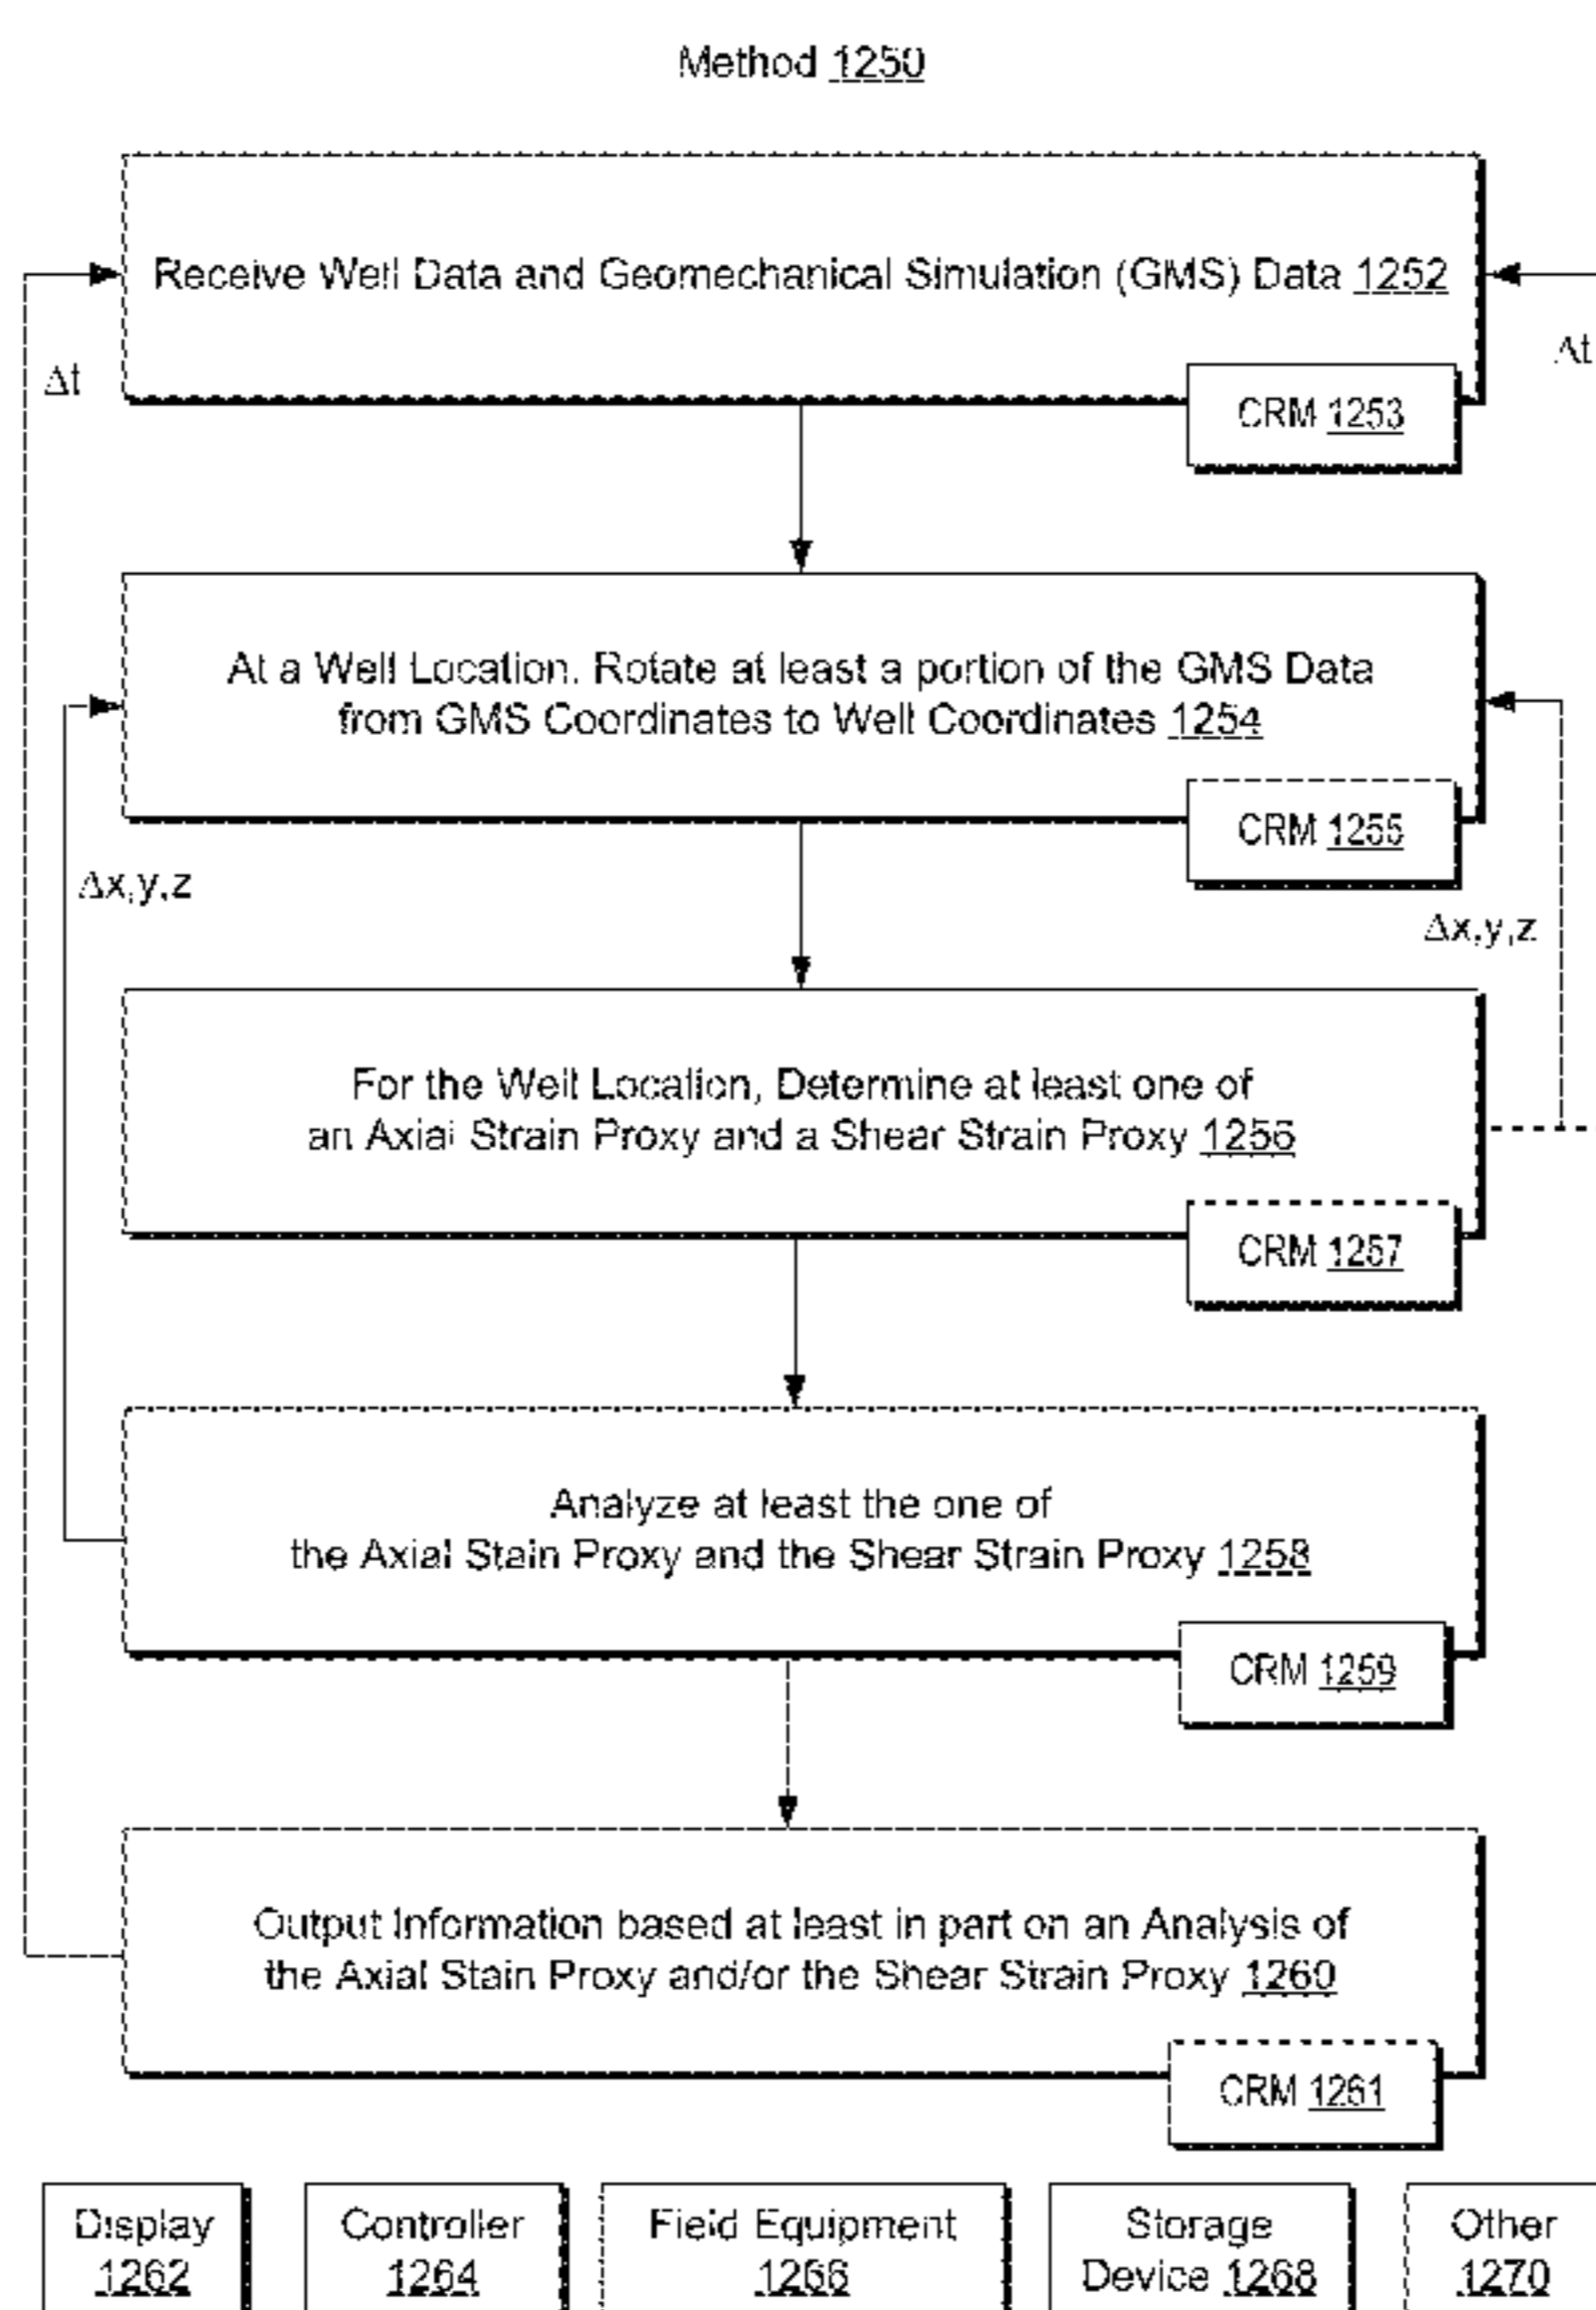 Method 1250
Receive Well Data and Geomechanical Simulation (GMS) Data 1252
Δt
Δt
CRM 1253
At a Well Location, Rotate at least a portion of the GMS Data
from GMS Coordinates to Well Coordinates 1254
CRM 1255
Δx,y,z
Δx,y,z
For the Well Location, Determine at least one of
an Axial Strain Proxy and a Shear Strain Proxy 1256
CRM 1257
Analyze at least the one of
the Axial Stain Proxy and the Shear Strain Proxy 1258
CRM 1259
Output Information based at least in part on an Analysis of
the Axial Stain Proxy and/or the Shear Strain Proxy 1260
CRM 1261
Display
1262
Controller
1264
Field Equipment
1266
Storage
Device 1268
Other
1270